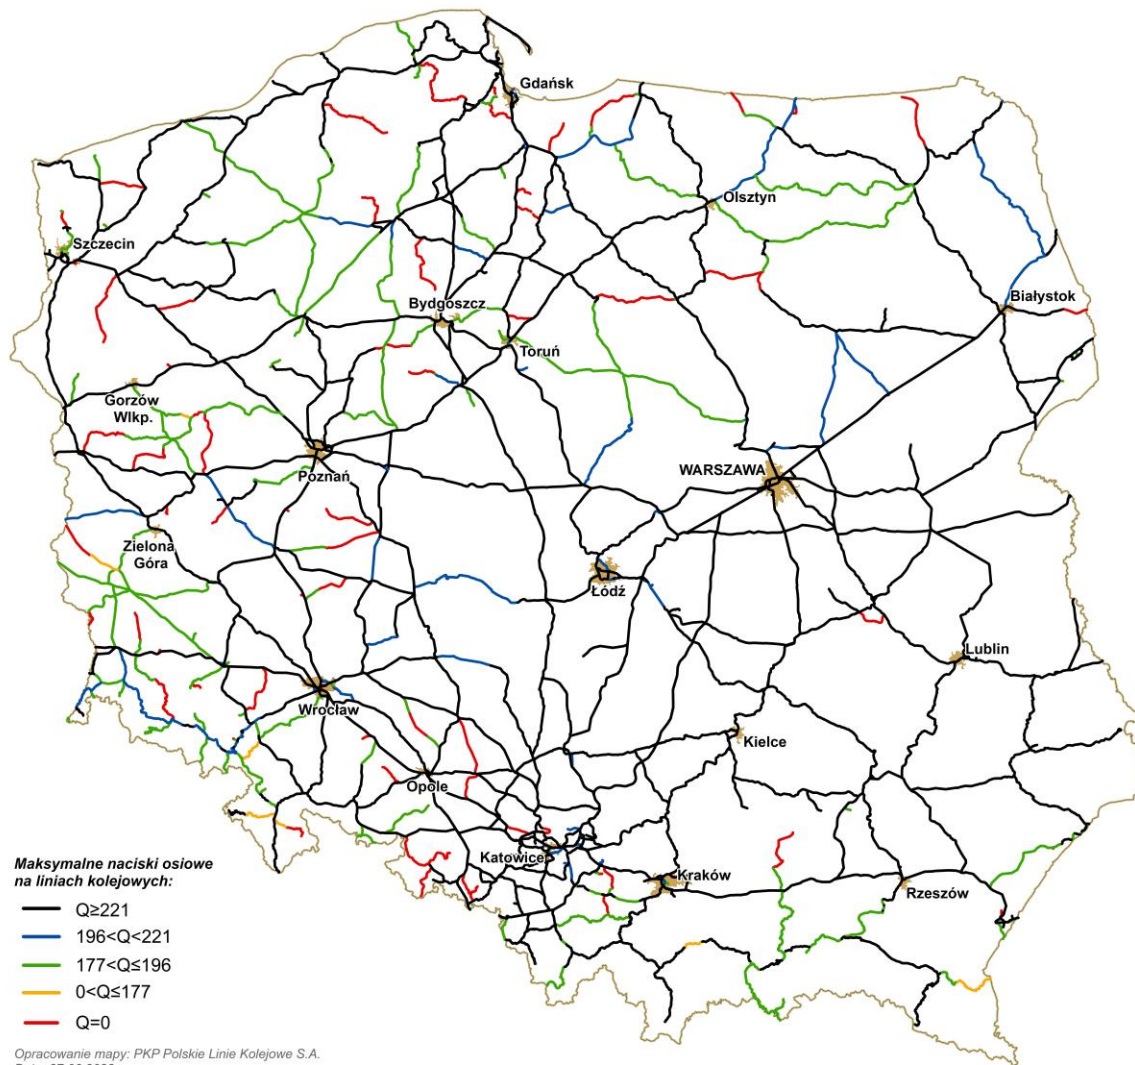 Gdańsk
Olsztyn
Szczecin
Białystok
Bydgoszcz
Toruń
Gorzów
Wlkp.
WARSZAWA
Poznań
Zielona
Góra
Łódź
Lublin
Wrocław
Kielce
Opole
Katowice
Kraków
Rzeszów
Maksymalne naciski osiowe
na liniach kolejowych:
Q≥221
196<Q<221
177<Q≤196
0<Q≤177
Q=0
Opracowanie mapy: PKP Polskie Linie Kolejowe S.A.